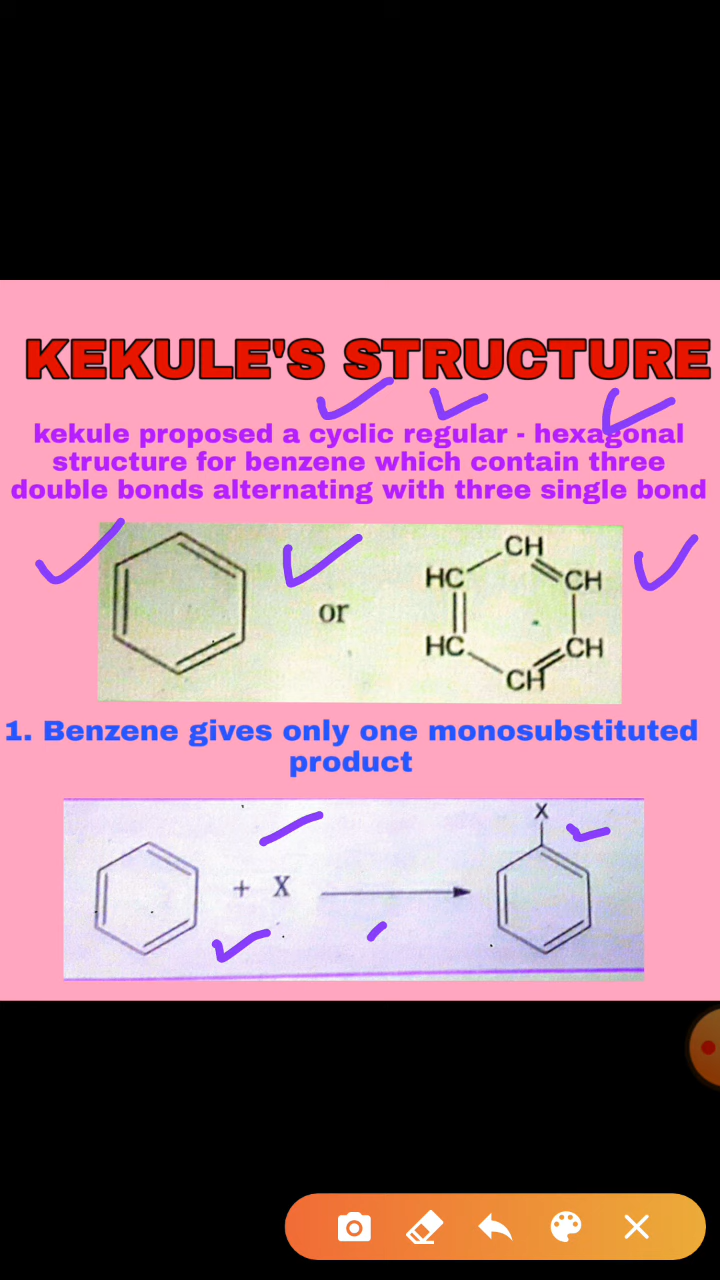 KEKULE'S STRUCTURE
kekule proposed a cyclic regular - hexagonal
structure for benzene which contain three
double bonds alternating with three single bond
or
CH
HC
CH
HC
CH
CH
1. Benzene gives only one monosubstituted
product
X
+ X